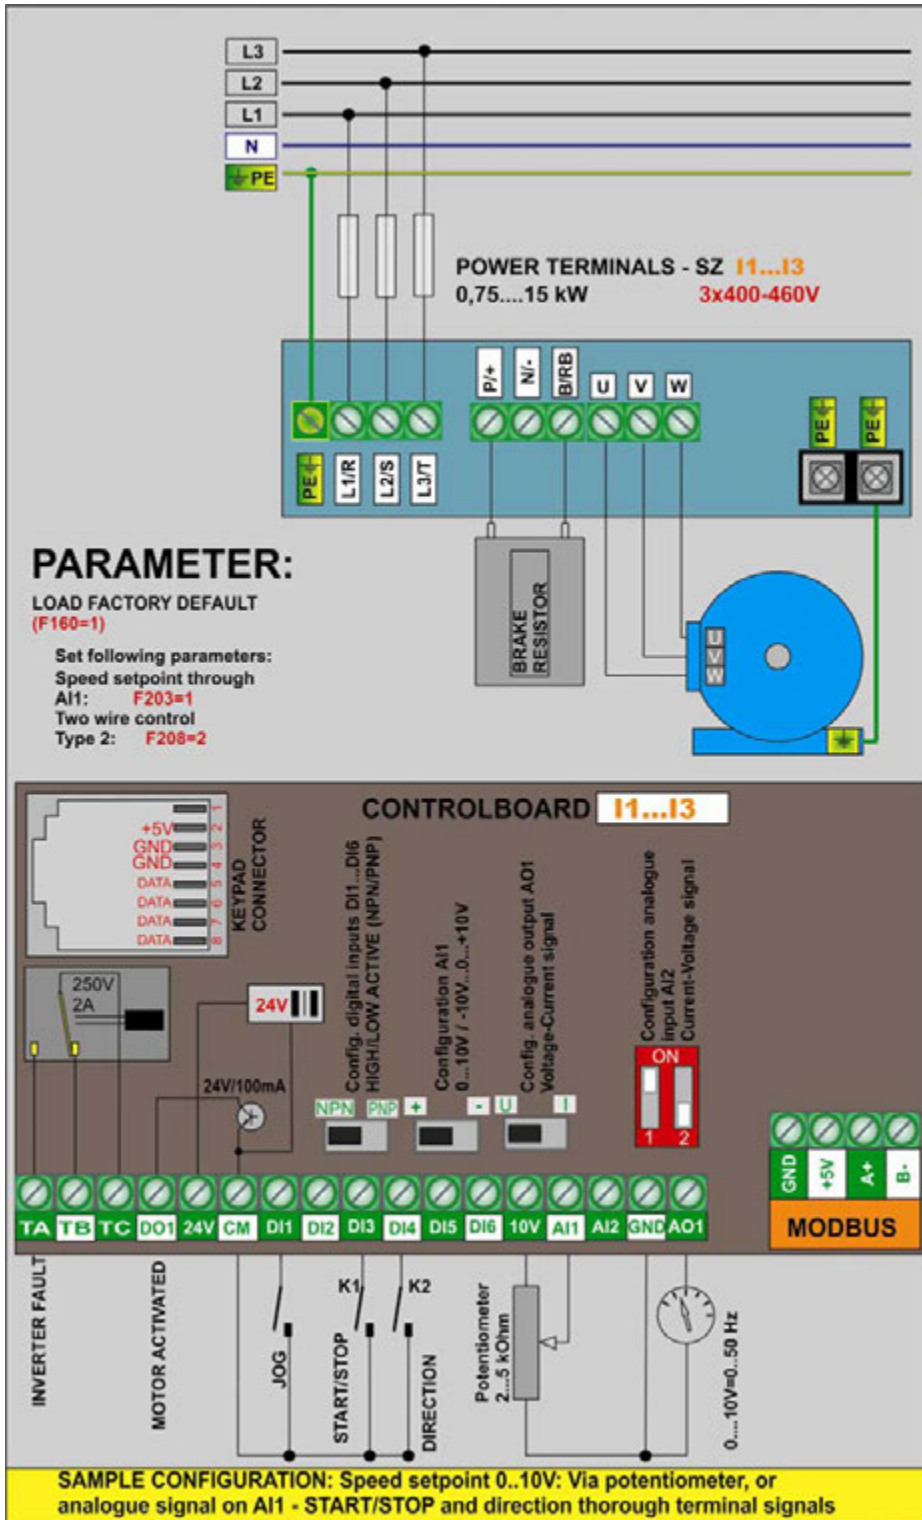 L3
L2
L1
N
PE
POWER TERMINALS - SZ I1...I3
0,75....15 kW 3x400-460V
P/+
N/-
B/RB
U
V
W
PE
PE
PE
L1/R
L2/S
L3/T
PARAMETER:
LOAD FACTORY DEFAULT
(F160=1)
Set following parameters:
Speed setpoint through
AI1: F203=1
Two wire control
Type 2: F208=2
BRAKE
RESISTOR
U
V
W
CONTROLBOARD I1...I3
1
+5V 2
GND 3
GND 4
DATA 5
DATA 6
DATA 7
DATA 8
KEYPAD
CONNECTOR
250V
2A
24V
24V/100mA
Config. digital inputs DI1...DI6
HIGH/LOW ACTIVE (NPN/PNP)
NPN PNP
Configuration AI1
0...10V / -10V...0...+10V
+ -
Config. analogue output AO1
Voltage-Current signal
U I
Configuration analogue
input AI2
Current-Voltage signal
ON
1 2
GND
+5V
A+
B-
MODBUS
TA TB TC DO1 24V CM DI1 DI2 DI3 DI4 DI5 DI6 10V AI1 AI2 GND AO1
INVERTER FAULT
MOTOR ACTIVATED
JOG
K1
START/STOP
K2
DIRECTION
Potentiometer
2...5 kOhm
0....10V=0..50 Hz
SAMPLE CONFIGURATION: Speed setpoint 0..10V: Via potentiometer, or
analogue signal on AI1 - START/STOP and direction thorough terminal signals